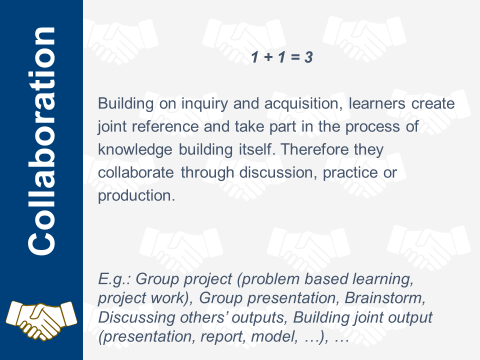 Collaboration
1 + 1 = 3
Building on inquiry and acquisition, learners create
joint reference and take part in the process of
knowledge building itself. Therefore they
collaborate through discussion, practice or
production.
E.g.: Group project (problem based learning,
project work), Group presentation, Brainstorm,
Discussing others’ outputs, Building joint output
(presentation, report, model, …), …